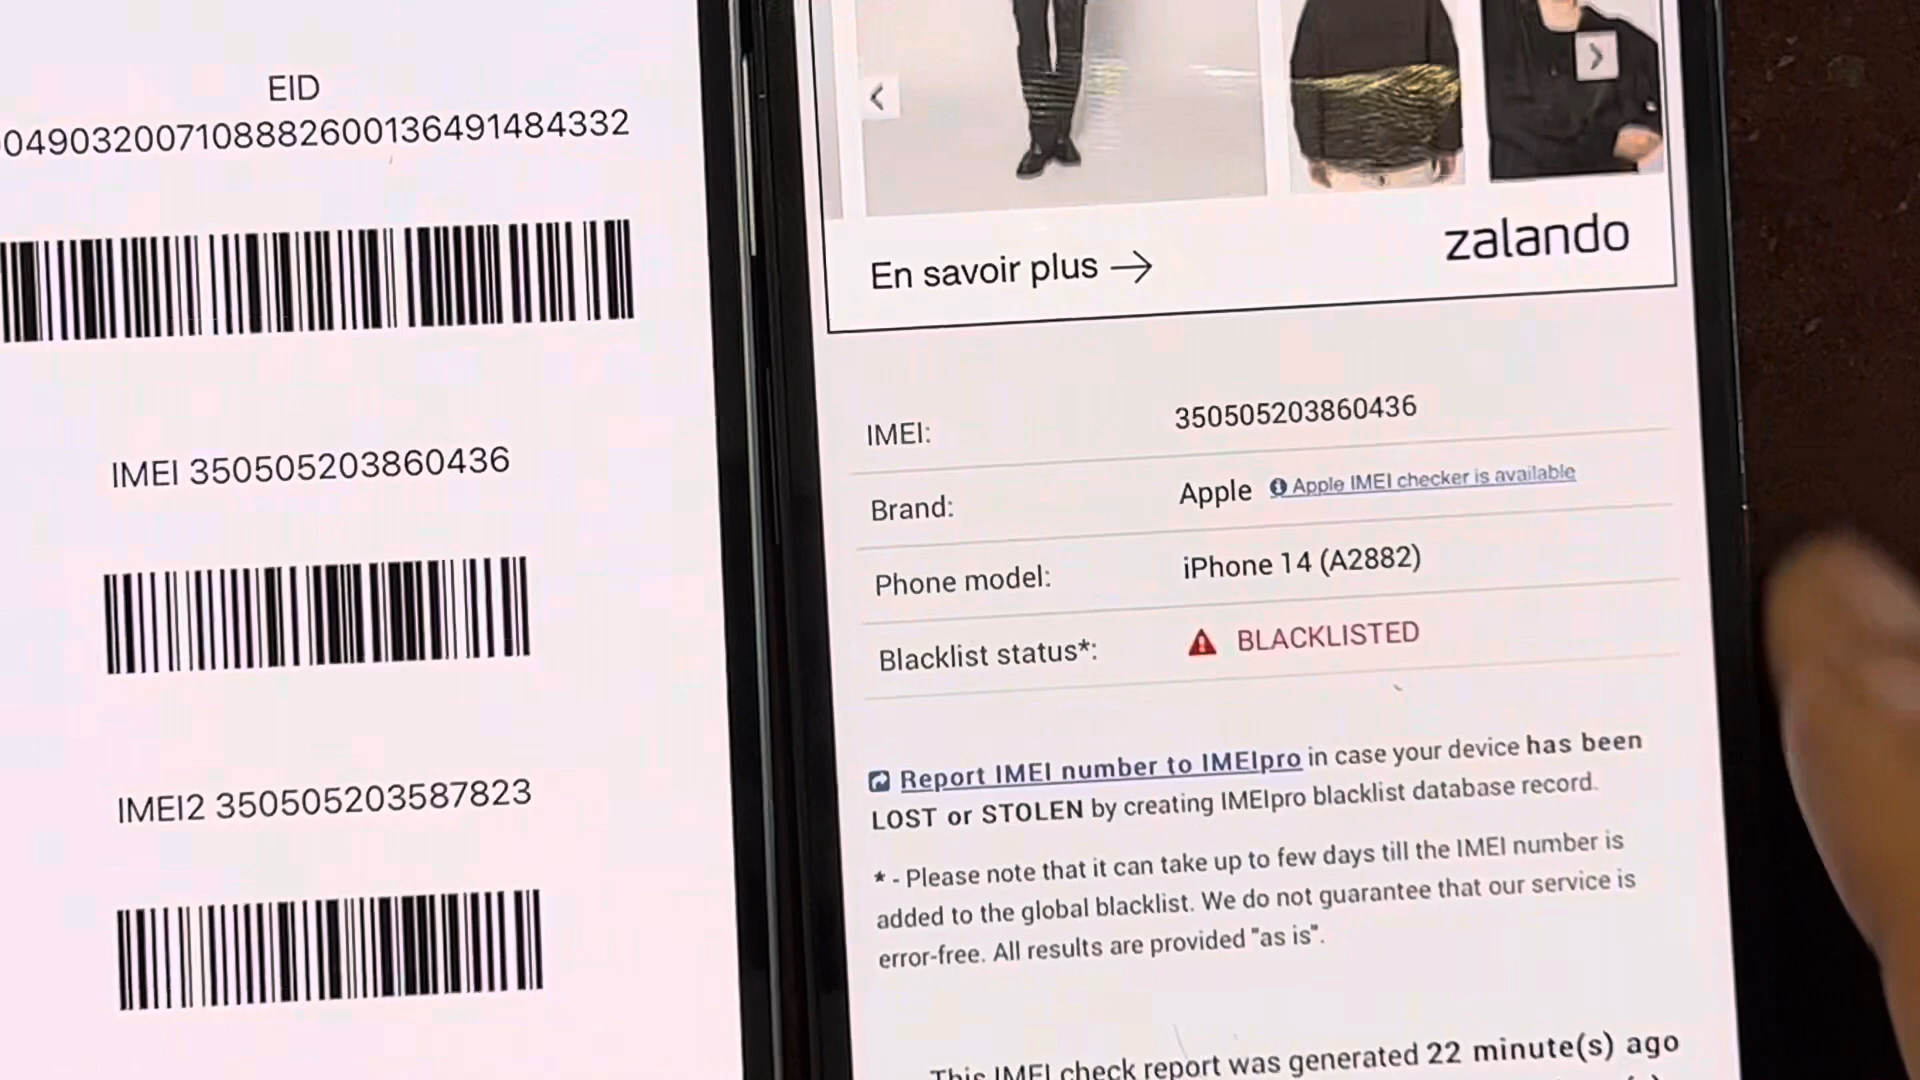 EID
04903200710888260013649148​4332
IMEI 350505203860436
IMEI2 350505203587823
En savoir plus →
zalando
IMEI: 350505203860436
Brand: Apple Apple IMEI checker is available
Phone model: iPhone 14 (A2882)
Blacklist status*: BLACKLISTED
Report IMEI number to IMEIpro in case your device has been
LOST or STOLEN by creating IMEIpro blacklist database record.
* - Please note that it can take up to few days till the IMEI number is
added to the global blacklist. We do not guarantee that our service is
error-free. All results are provided "as is".
This IMEI check report was generated 22 minute(s) ago